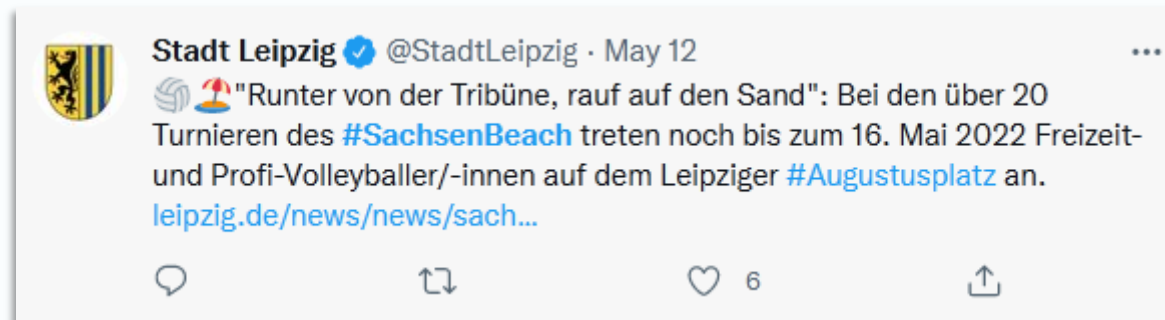 Stadt Leipzig @StadtLeipzig · May 12
"Runter von der Tribüne, rauf auf den Sand": Bei den über 20
Turnieren des #SachsenBeach treten noch bis zum 16. Mai 2022 Freizeit-
und Profi-Volleyballer/-innen auf dem Leipziger #Augustusplatz an.
leipzig.de/news/news/sach...
6